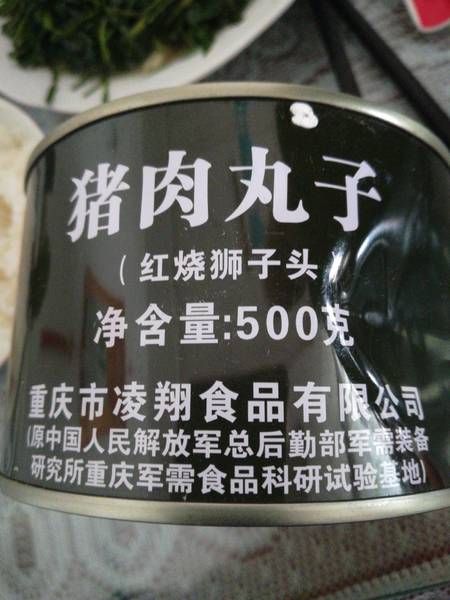 猪肉丸子
(红烧狮子头
净含量:500克
重庆市凌翔食品有限公司
(原中国人民解放军总后勤部军需装备
研究所重庆军需食品科研试验基地)